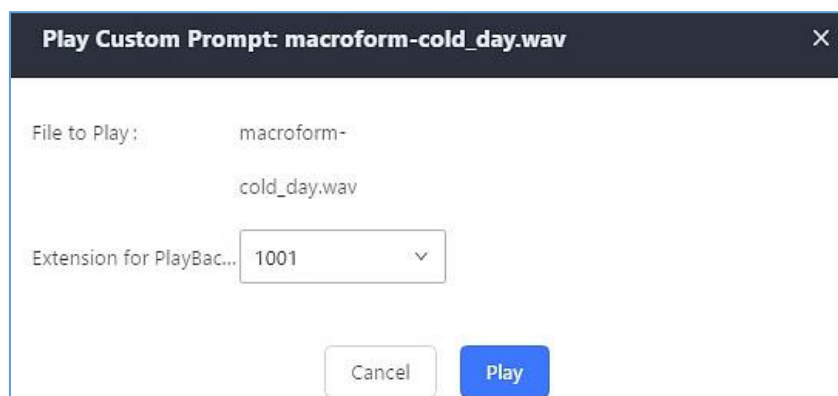 Play Custom Prompt: macroform-cold_day.wav
File to Play : macroform-
cold_day.wav
Extension for PlayBac... 1001
Cancel Play